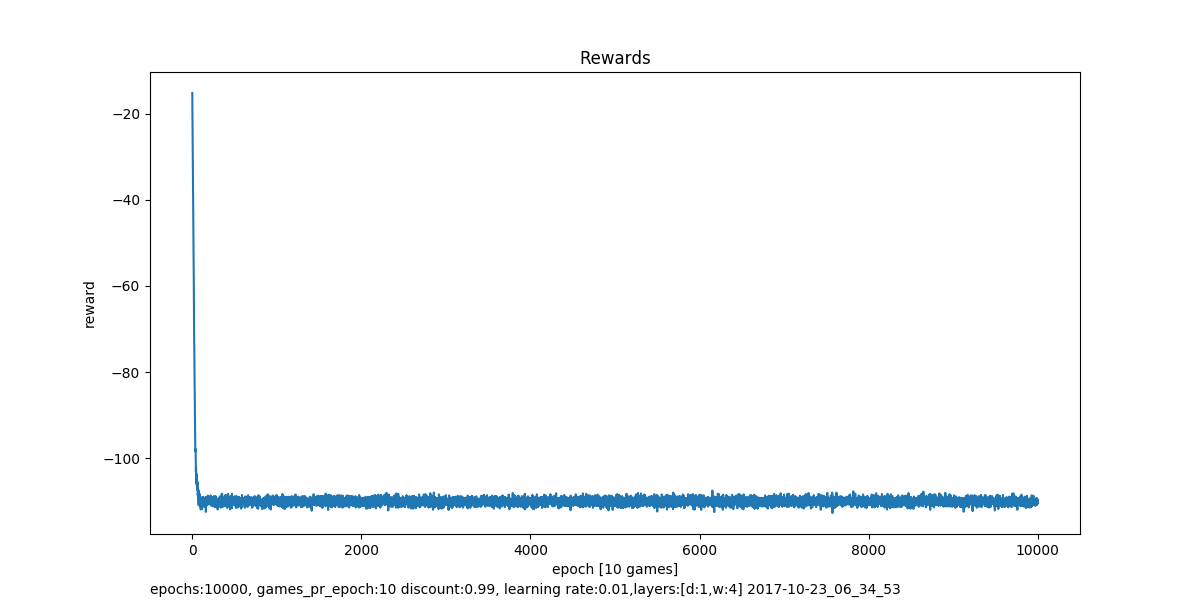 Rewards
reward
−20
−40
−60
−80
−100
0
2000
4000
6000
8000
10000
epoch [10 games]
epochs:10000, games_pr_epoch:10 discount:0.99, learning rate:0.01,layers:[d:1,w:4] 2017-10-23_06_34_53